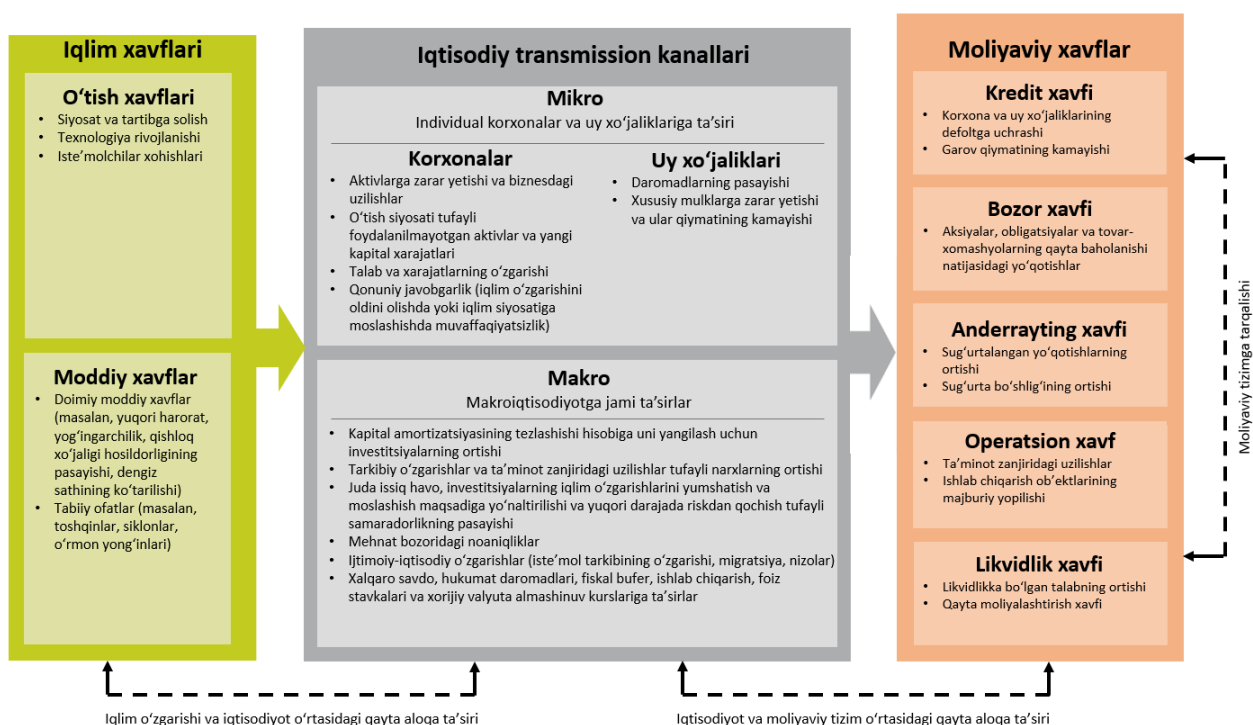 Iqlim xavflari
O‘tish xavflari
• Siyosat va tartibga solish
• Texnologiya rivojlanishi
• Iste’molchilar xohishlari
Moddiy xavflar
• Doimiy moddiy xavflar
(masalan, yuqori harorat,
yog‘ingarchilik, qishloq
xo‘jaligi hosildorligining
pasayishi, dengiz
sathining ko‘tarilishi)
• Tabiiy ofatlar (masalan,
toshqinlar, siklonlar,
o‘rmon yong‘inlari)
Iqtisodiy transmission kanallari
Mikro
Individual korxonalar va uy xo‘jaliklariga ta’siri
Korxonalar
• Aktivlarga zarar yetishi va biznesdagi
uzilishlar
• O‘tish siyosati tufayli
foydalanilmayotgan aktivlar va yangi
kapital xarajatlari
• Talab va xarajatlarning o‘zgarishi
• Qonuniy javobgarlik (iqlim o‘zgarishini
oldini olishda yoki iqlim siyosatiga
moslashishda muvaffaqiyatsizlik)
Uy xo‘jaliklari
• Daromadlarning pasayishi
• Xususiy mulklarga zarar yetishi
va ular qiymatining kamayishi
Makro
Makroiqtisodiyotga jami ta’sirlar
• Kapital amortizatsiyasining tezlashishi hisobiga uni yangilash uchun
investitsiyalarning ortishi
• Tarkibiy o‘zgarishlar va ta’minot zanjiridagi uzilishlar tufayli narxlarning ortishi
• Juda issiq havo, investitsiyalarning iqlim o‘zgarishlarini yumshatish va
moslashish maqsadiga yo‘naltirilishi va yuqori darajada riskdan qochish tufayli
samaradorlikning pasayishi
• Mehnat bozoridagi noaniqliklar
• Ijtimoiy-iqtisodiy o‘zgarishlar (iste’mol tarkibining o‘zgarishi, migratsiya, nizolar)
• Xalqaro savdo, hukumat daromadlari, fiskal bufer, ishlab chiqarish, foiz
stavkalari va xorijiy valyuta almashinuv kurslariga ta’sirlar
Moliyaviy xavflar
Kredit xavfi
• Korxona va uy xo‘jaliklarining
defoltga uchrashi
• Garov qiymatining kamayishi
Bozor xavfi
• Aksiyalar, obligatsiyalar va tovar-
xomashyolarning qayta baholanishi
natijasidagi yo‘qotishlar
Anderrayting xavfi
• Sug‘urtalangan yo‘qotishlarning
ortishi
• Sug‘urta bo‘shlig‘ining ortishi
Operatsion xavf
• Ta’minot zanjiridagi uzilishlar
• Ishlab chiqarish ob’ektlarining
majburiy yopilishi
Likvidlik xavfi
• Likvidlikka bo‘lgan talabning ortishi
• Qayta moliyalashtirish xavfi
Moliyaviy tizimga tarqalishi
Iqlim o‘zgarishi va iqtisodiyot o‘rtasidagi qayta aloqa ta’siri
Iqtisodiyot va moliyaviy tizim o‘rtasidagi qayta aloqa ta’siri